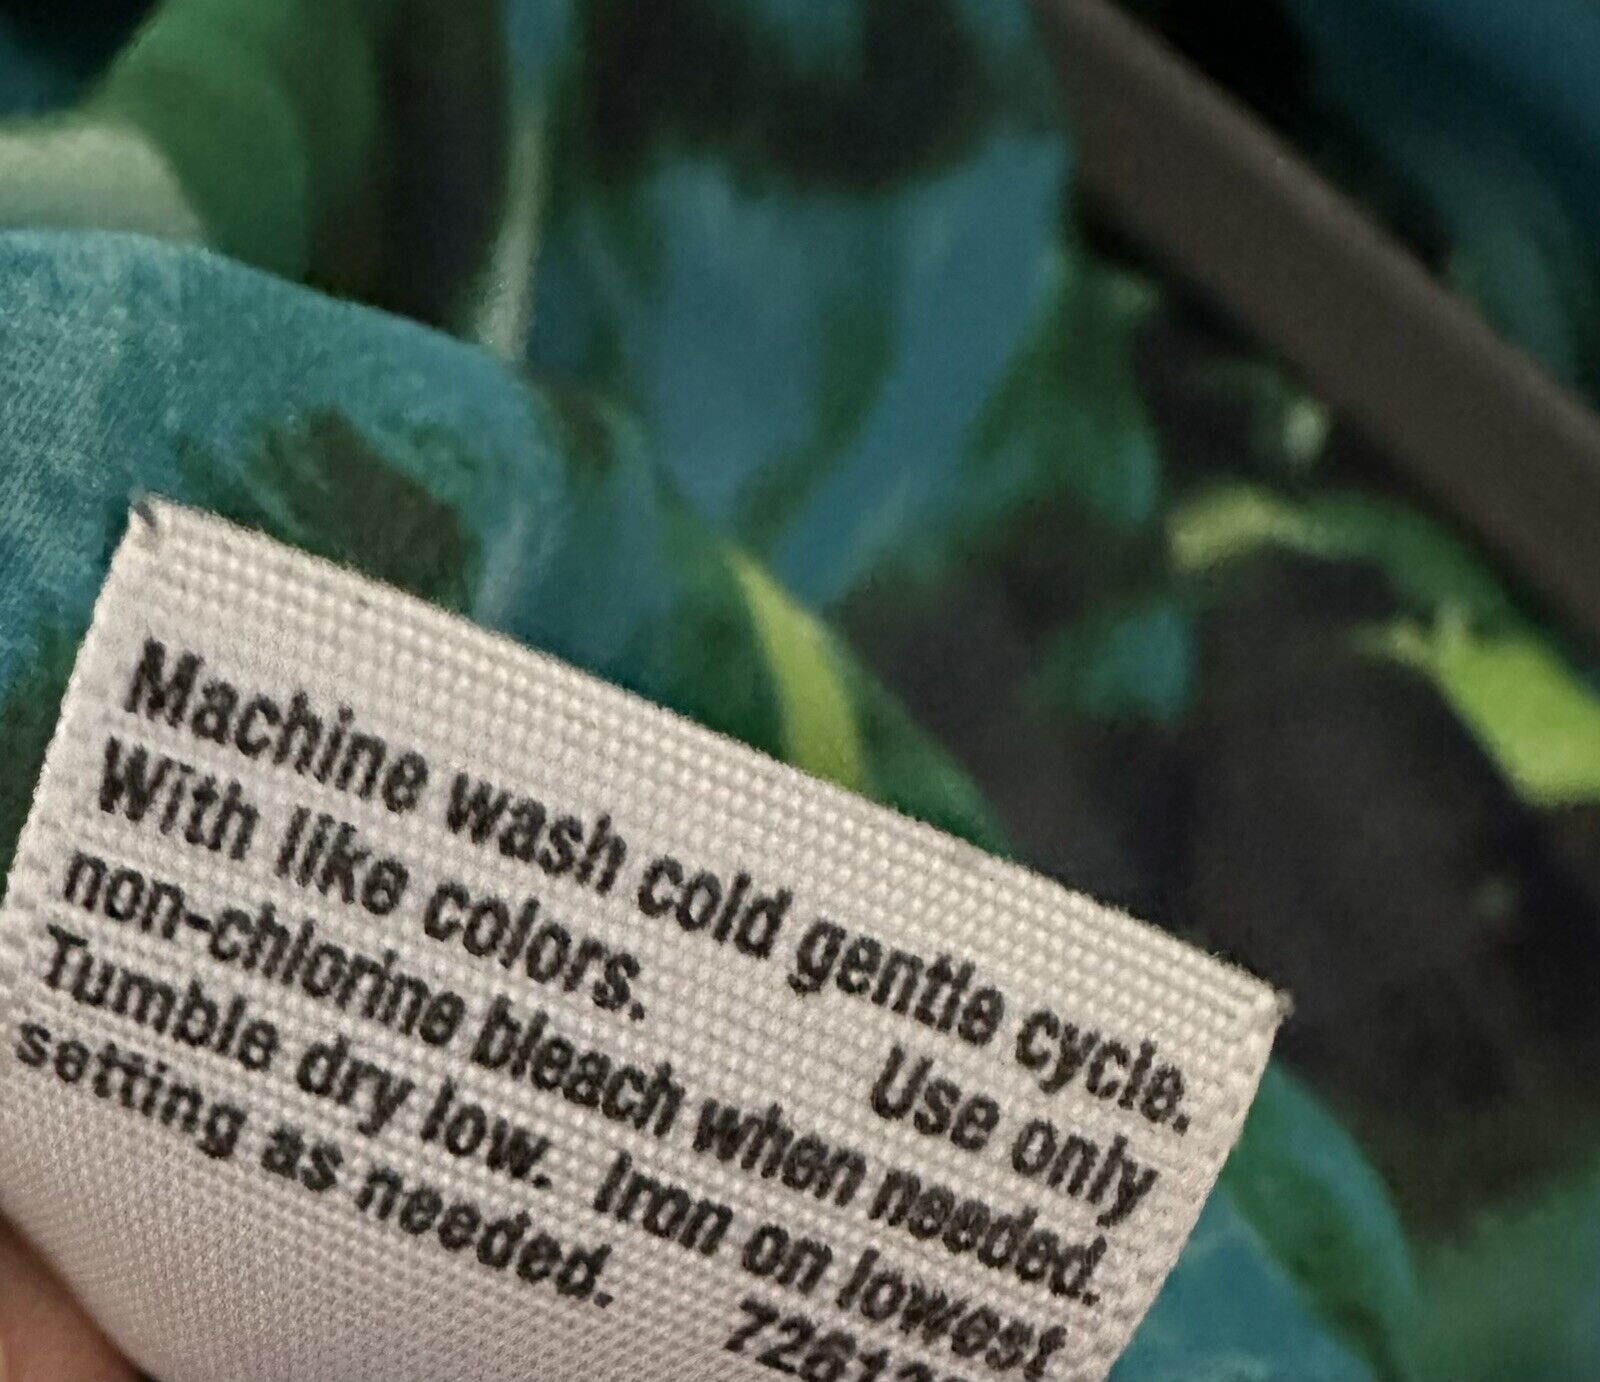 Machine wash cold gentle cycle.
With like colors. Use only
non-chlorine bleach when needed.
Tumble dry low. Iron on lowest
setting as needed.